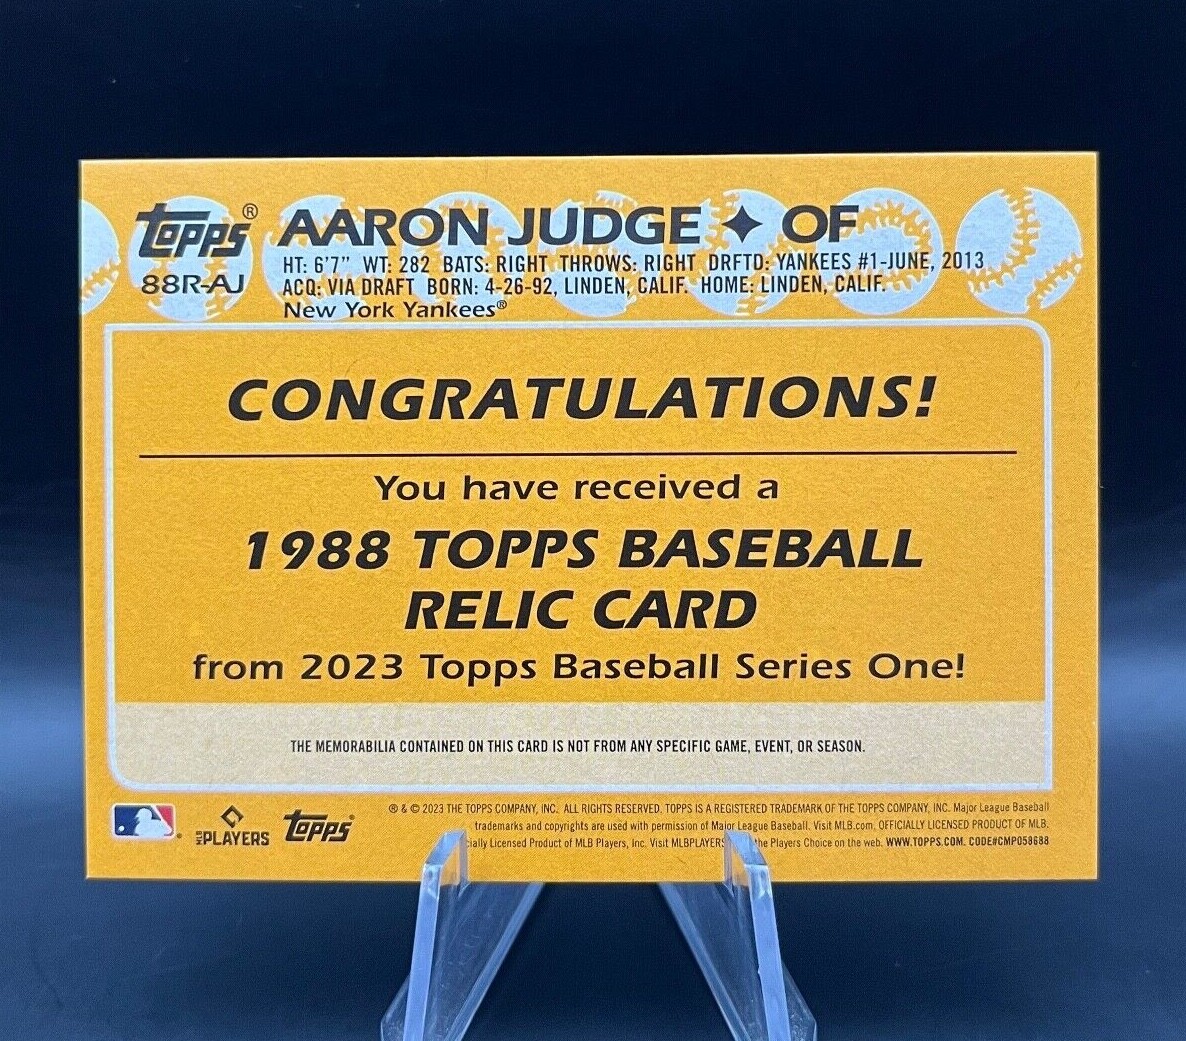 Topps® AARON JUDGE ✦ OF
88R-AJ HT: 6'7" WT: 282 BATS: RIGHT THROWS: RIGHT DRFTD: YANKEES #1-JUNE, 2013
ACQ: VIA DRAFT BORN: 4-26-92, LINDEN, CALIF. HOME: LINDEN, CALIF.
New York Yankees®
CONGRATULATIONS!
You have received a
1988 TOPPS BASEBALL
RELIC CARD
from 2023 Topps Baseball Series One!
THE MEMORABILIA CONTAINED ON THIS CARD IS NOT FROM ANY SPECIFIC GAME, EVENT, OR SEASON.
MLB PLAYERS Topps®
® & © 2023 THE TOPPS COMPANY, INC. ALL RIGHTS RESERVED. TOPPS IS A REGISTERED TRADEMARK OF THE TOPPS COMPANY, INC. Major League Baseball
trademarks and copyrights are used with permission of Major League Baseball. Visit MLB.com. OFFICIALLY LICENSED PRODUCT OF MLB.
cially Licensed Product of MLB Players, Inc. Visit MLBPLAYERS the Players Choice on the web. WWW.TOPPS.COM. CODE#CMP058688